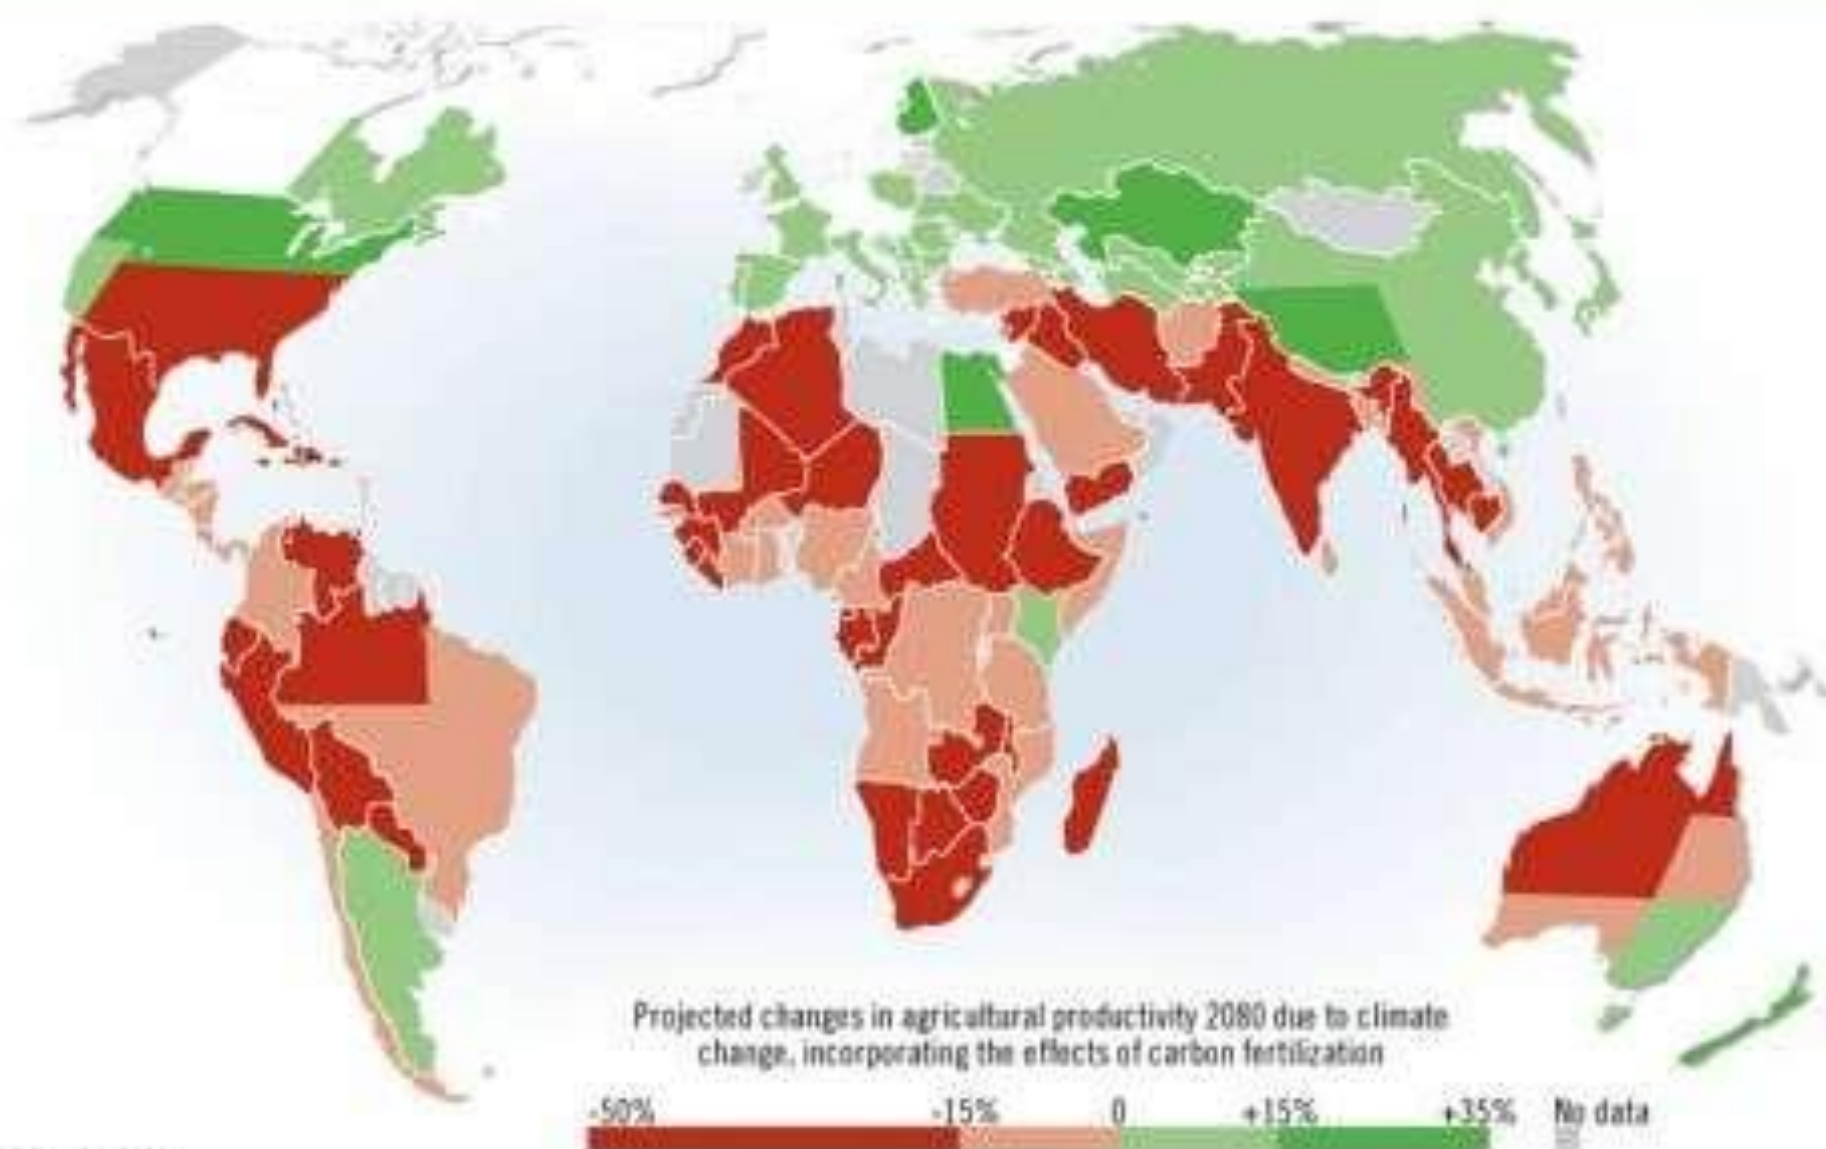 Projected changes in agricultural productivity 2080 due to climate
change, incorporating the effects of carbon fertilization
-50% -15% 0 +15% +35% No data